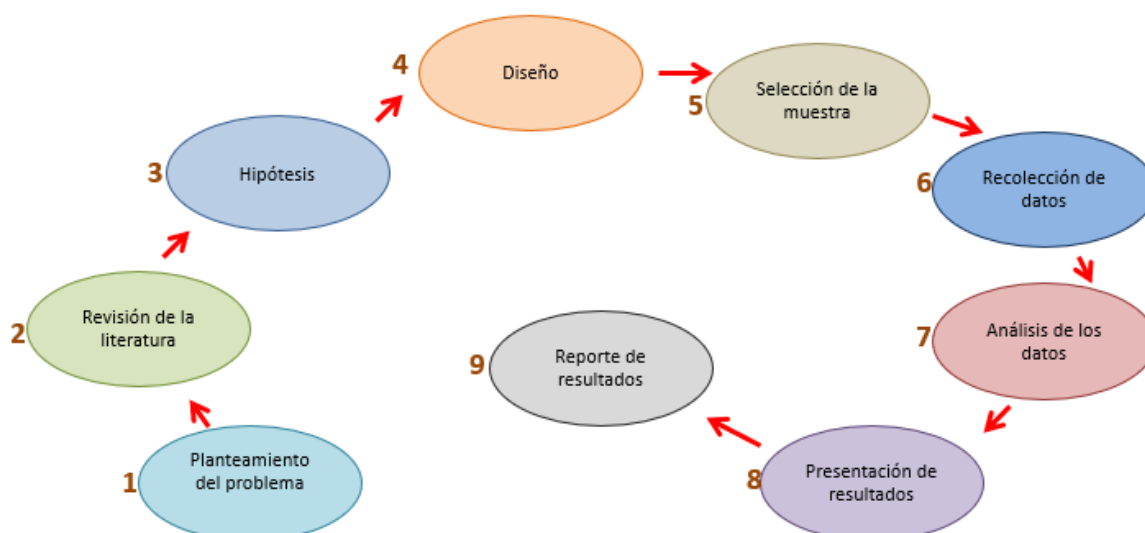 1
Planteamiento
del problema
2
Revisión de la
literatura
3
Hipótesis
4
Diseño
5
Selección de la
muestra
6
Recolección de
datos
7
Análisis de los
datos
8
Presentación de
resultados
9
Reporte de
resultados